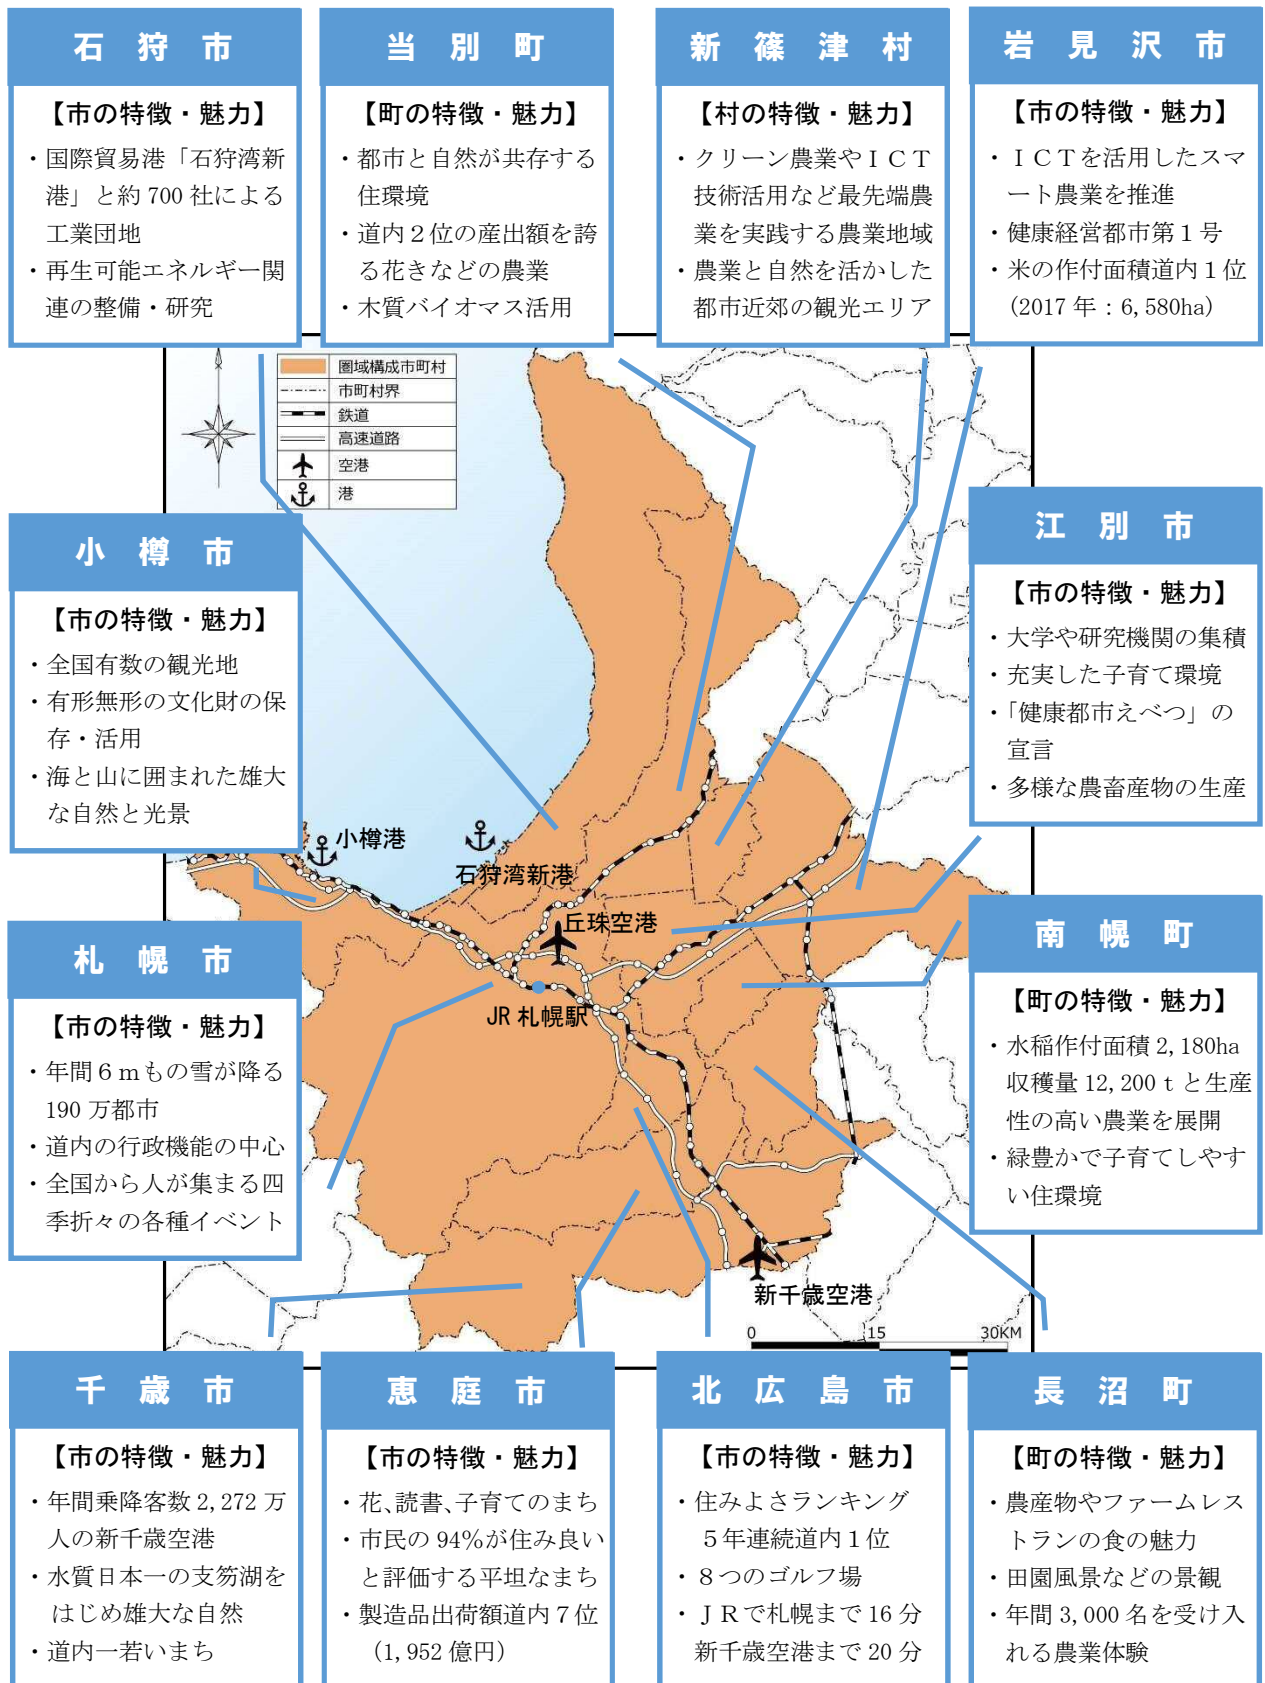 石狩市
【市の特徴・魅力】
・国際貿易港「石狩湾新
港」と約700社による
工業団地
・再生可能エネルギー関
連の整備・研究
当別町
【町の特徴・魅力】
・都市と自然が共存する
住環境
・道内２位の産出額を誇
る花きなどの農業
・木質バイオマス活用
新篠津村
【村の特徴・魅力】
・クリーン農業やＩＣＴ
技術活用など最先端農
業を実践する農業地域
・農業と自然を活かした
都市近郊の観光エリア
岩見沢市
【市の特徴・魅力】
・ＩＣＴを活用したスマ
ート農業を推進
・健康経営都市第１号
・米の作付面積道内１位
(2017年：6,580ha)
圏域構成市町村
市町村界
鉄道
高速道路
空港
港
小樽市
【市の特徴・魅力】
・全国有数の観光地
・有形無形の文化財の保
存・活用
・海と山に囲まれた雄大
な自然と光景
江別市
【市の特徴・魅力】
・大学や研究機関の集積
・充実した子育て環境
・「健康都市えべつ」の
宣言
・多様な農畜産物の生産
小樽港
石狩湾新港
丘珠空港
JR札幌駅
新千歳空港
0 15 30KM
札幌市
【市の特徴・魅力】
・年間６ｍもの雪が降る
190万都市
・道内の行政機能の中心
・全国から人が集まる四
季折々の各種イベント
南幌町
【町の特徴・魅力】
・水稲作付面積2,180ha
収穫量12,200ｔと生産
性の高い農業を展開
・緑豊かで子育てしやす
い住環境
千歳市
【市の特徴・魅力】
・年間乗降客数2,272万
人の新千歳空港
・水質日本一の支笏湖を
はじめ雄大な自然
・道内一若いまち
恵庭市
【市の特徴・魅力】
・花、読書、子育てのまち
・市民の94％が住み良い
と評価する平坦なまち
・製造品出荷額道内７位
（1,952億円）
北広島市
【市の特徴・魅力】
・住みよさランキング
５年連続道内１位
・８つのゴルフ場
・ＪＲで札幌まで16分
新千歳空港まで20分
長沼町
【町の特徴・魅力】
・農産物やファームレス
トランの食の魅力
・田園風景などの景観
・年間3,000名を受け入
れる農業体験